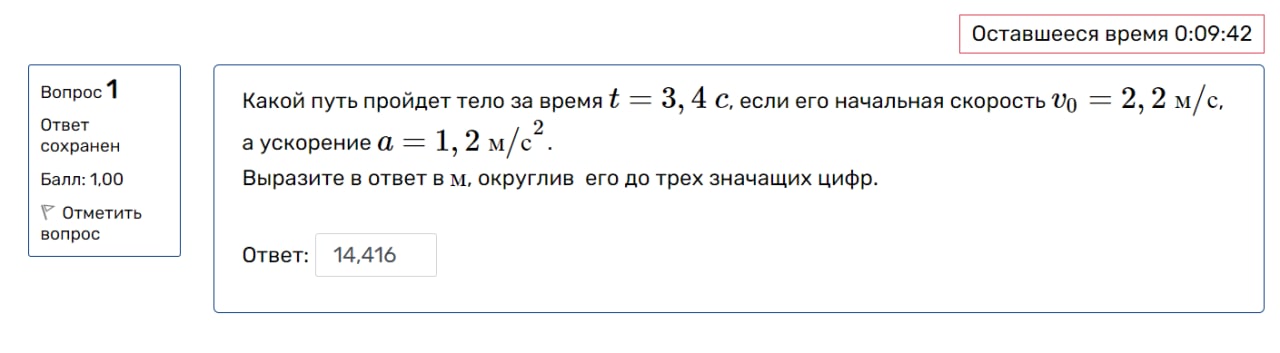 Оставшееся время 0:09:42
Вопрос 1
Ответ
сохранен
Балл: 1,00
Отметить
вопрос
Какой путь пройдет тело за время t = 3, 4 c, если его начальная скорость v₀ = 2, 2 м/с,
а ускорение a = 1, 2 м/с².
Выразите в ответ в м, округлив его до трех значащих цифр.
Ответ: 14,416